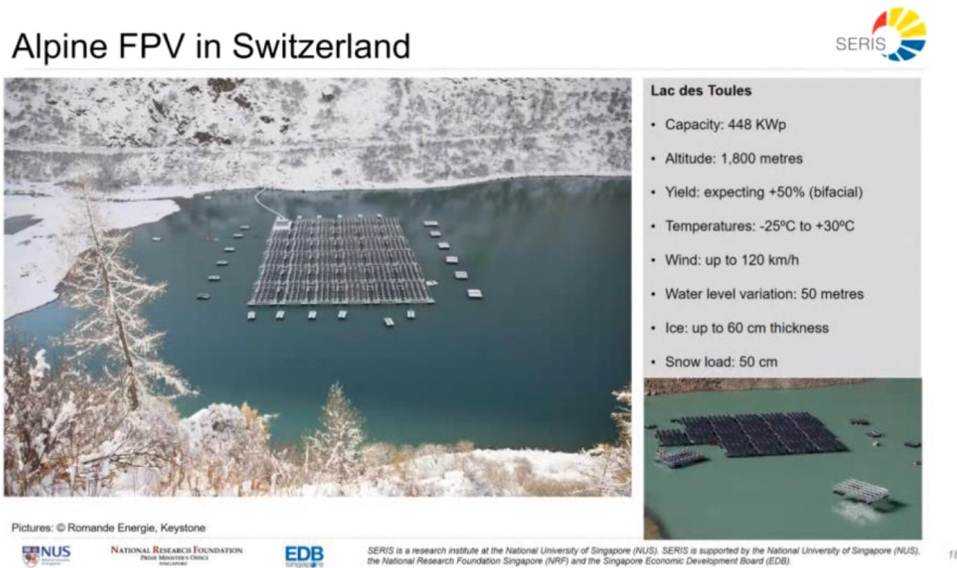 Alpine FPV in Switzerland
SERIS
Lac des Toules
• Capacity: 448 KWp
• Altitude: 1,800 metres
• Yield: expecting +50% (bifacial)
• Temperatures: -25ºC to +30ºC
• Wind: up to 120 km/h
• Water level variation: 50 metres
• Ice: up to 60 cm thickness
• Snow load: 50 cm
Pictures: © Romande Energie, Keystone
NUS
NATIONAL RESEARCH FOUNDATION
PRIME MINISTER'S OFFICE
SINGAPORE
EDB
singapore
SERIS is a research institute at the National University of Singapore (NUS). SERIS is supported by the National University of Singapore (NUS),
the National Research Foundation Singapore (NRF) and the Singapore Economic Development Board (EDB).